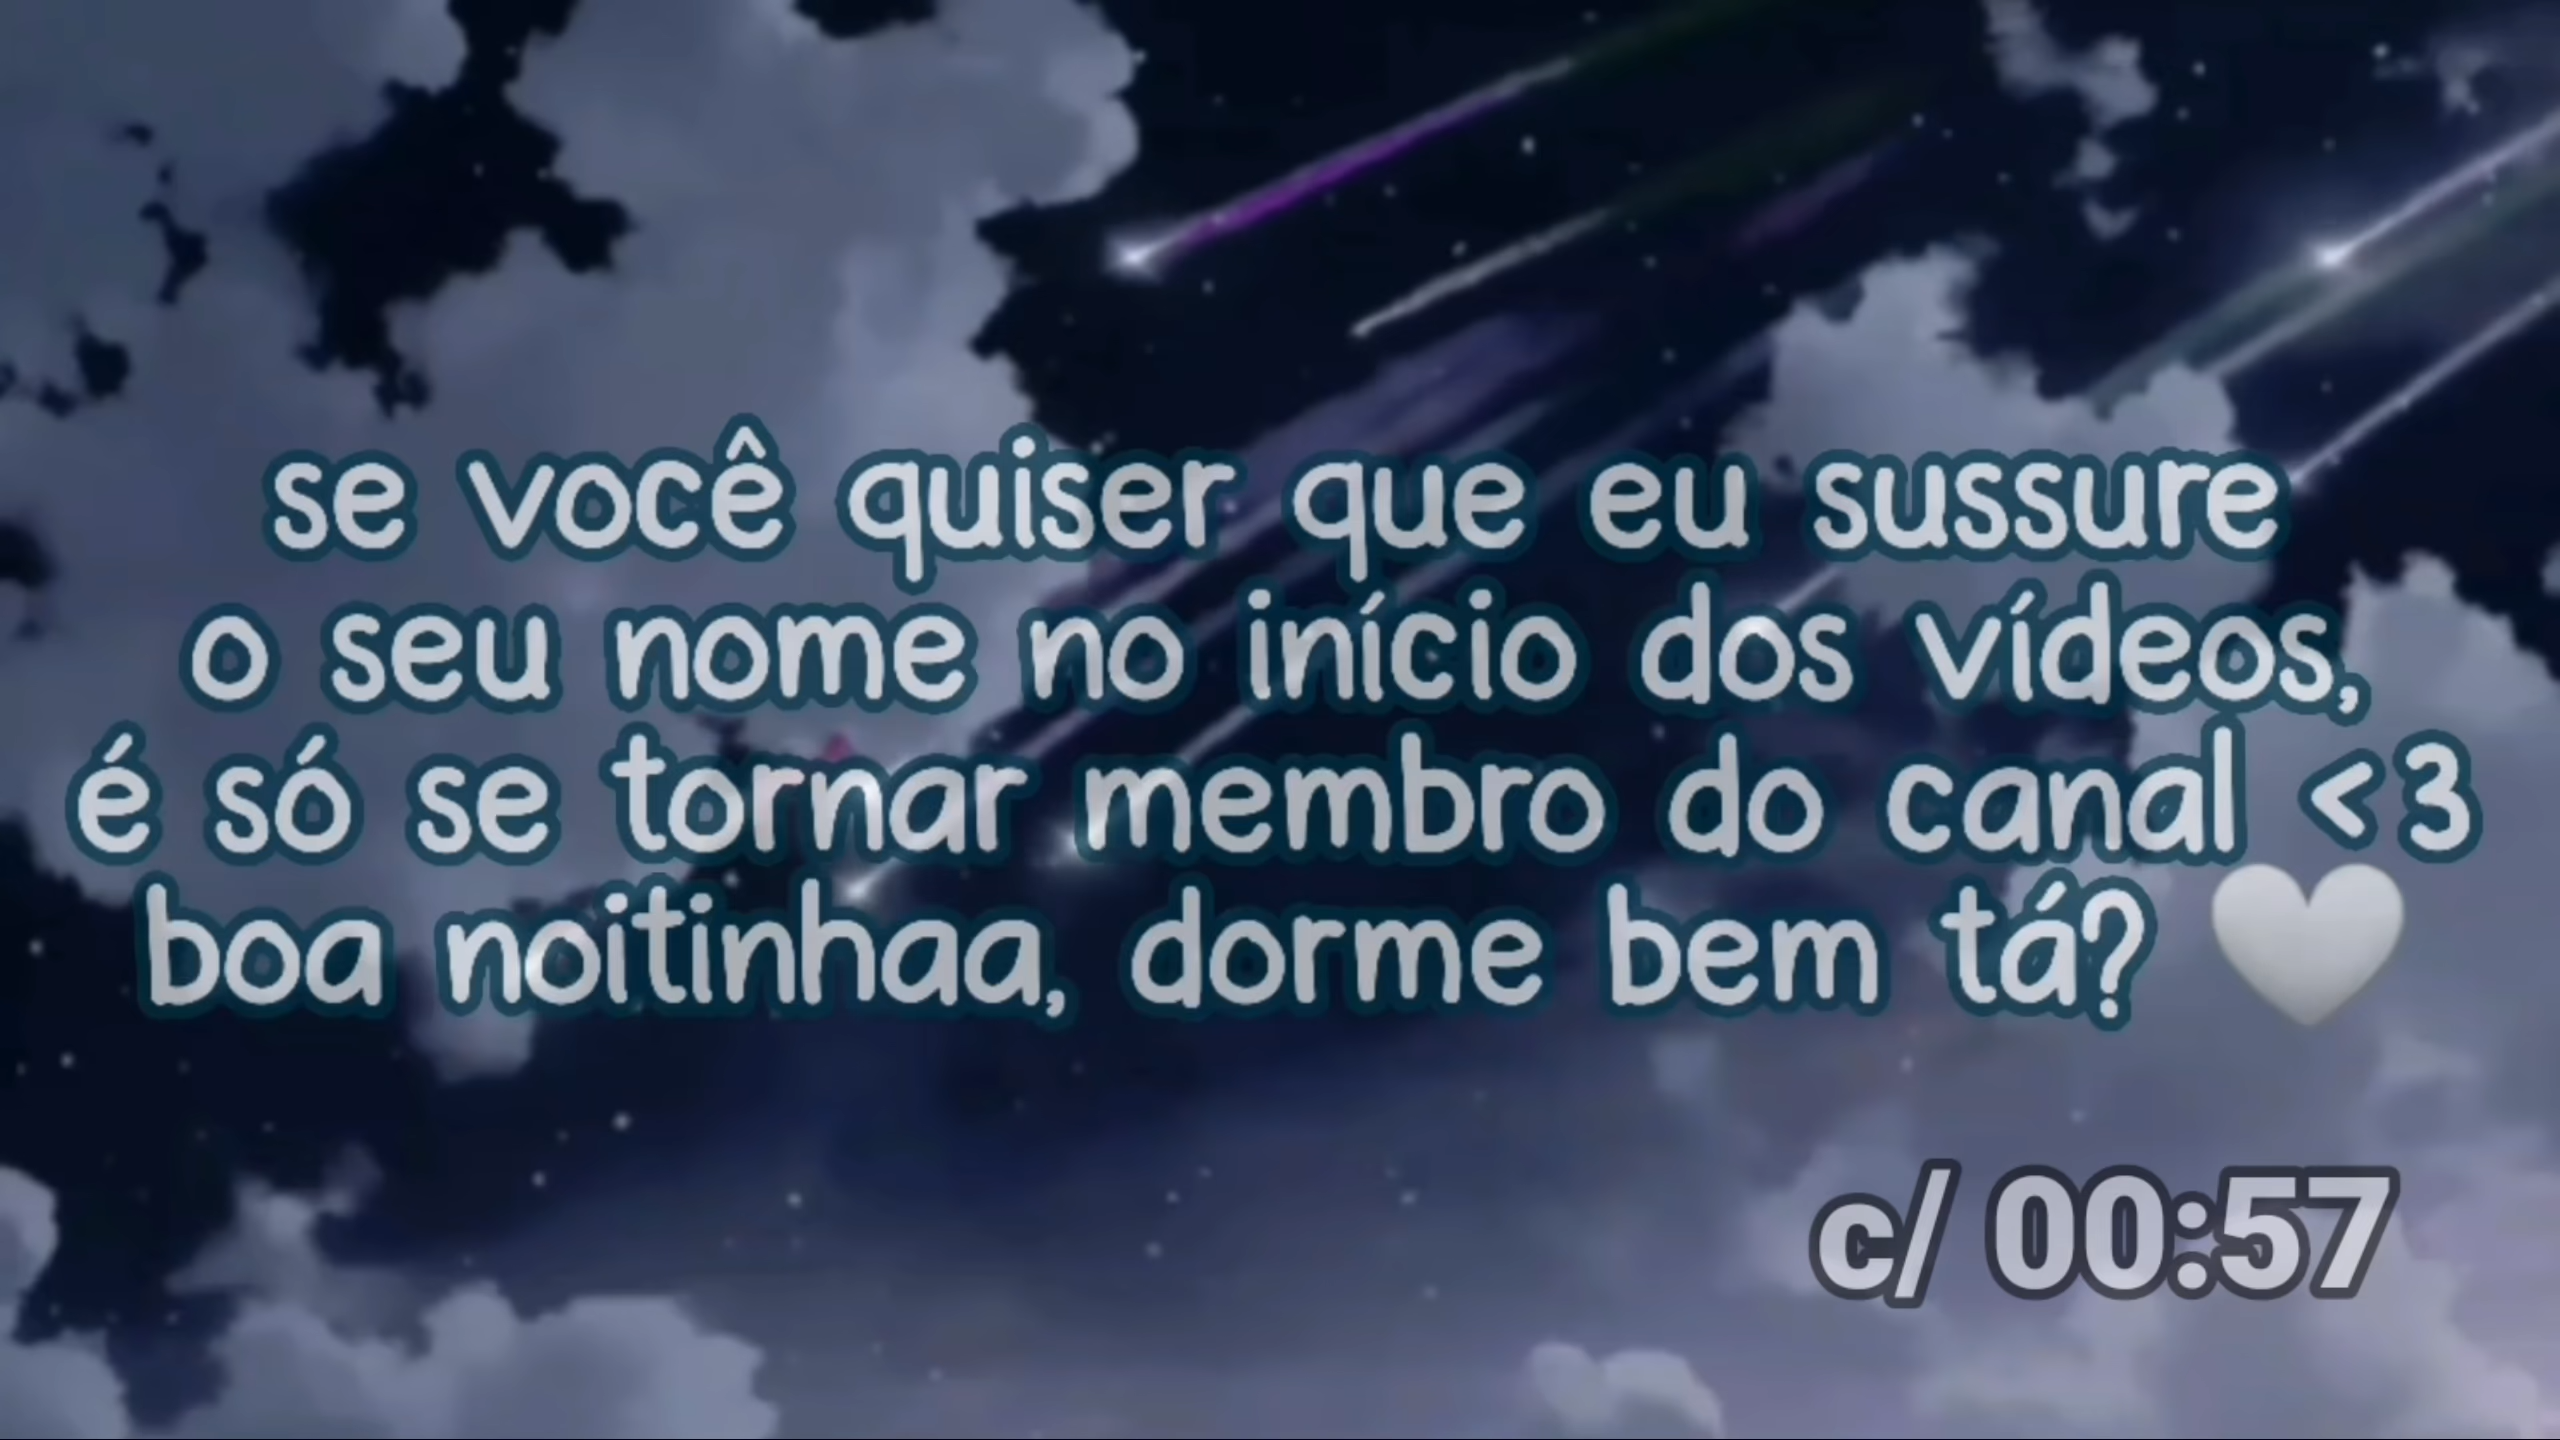 se você quiser que eu sussure
o seu nome no início dos vídeos,
é só se tornar membro do canal <3
boa noitinhaa, dorme bem tá? 🤍
c/ 00:57